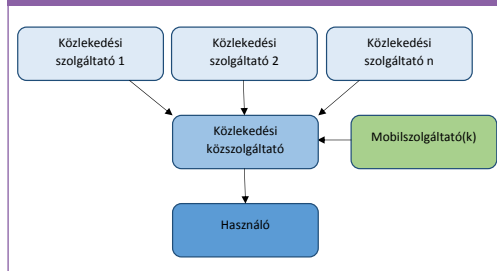 Közlekedési
szolgáltató 1
Közlekedési
szolgáltató 2
Közlekedési
szolgáltató n
Közlekedési
közszolgáltató
Mobilszolgáltató(k)
Használó